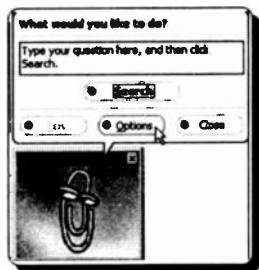 What would you like to do?
Type your question here, and then click
Search.
Search
Options
Close